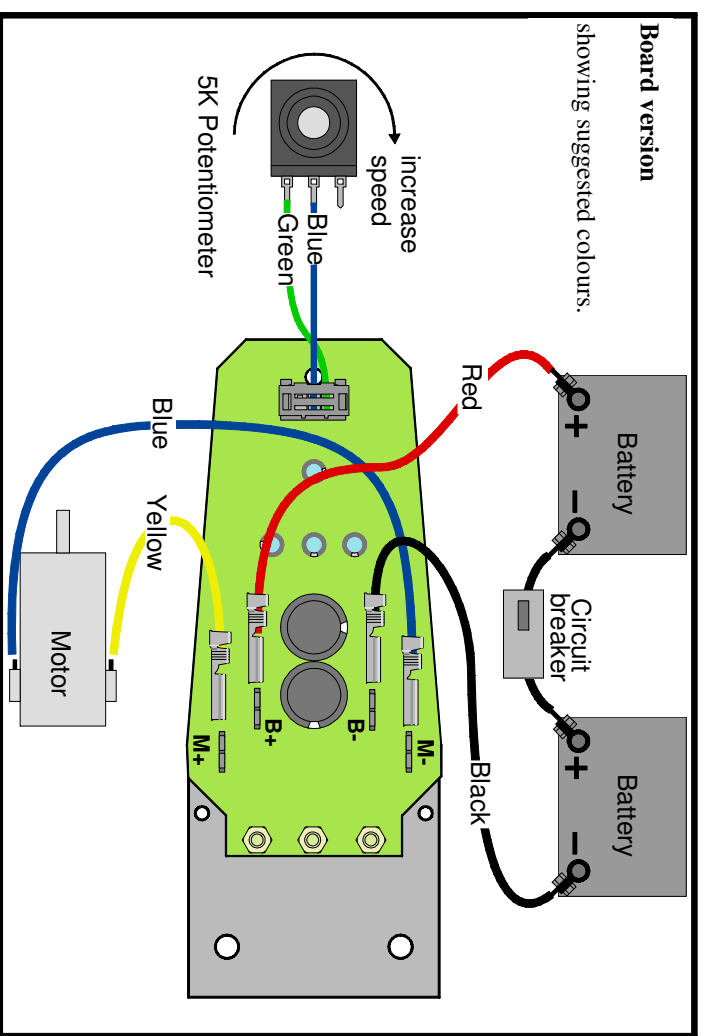 Board version
showing suggested colours.
Battery
+
−
Circuit
breaker
Battery
+
−
increase
speed
5K Potentiometer
Blue
Green
Red
Black
Blue
Yellow
Motor
M-
B-
B+
M+